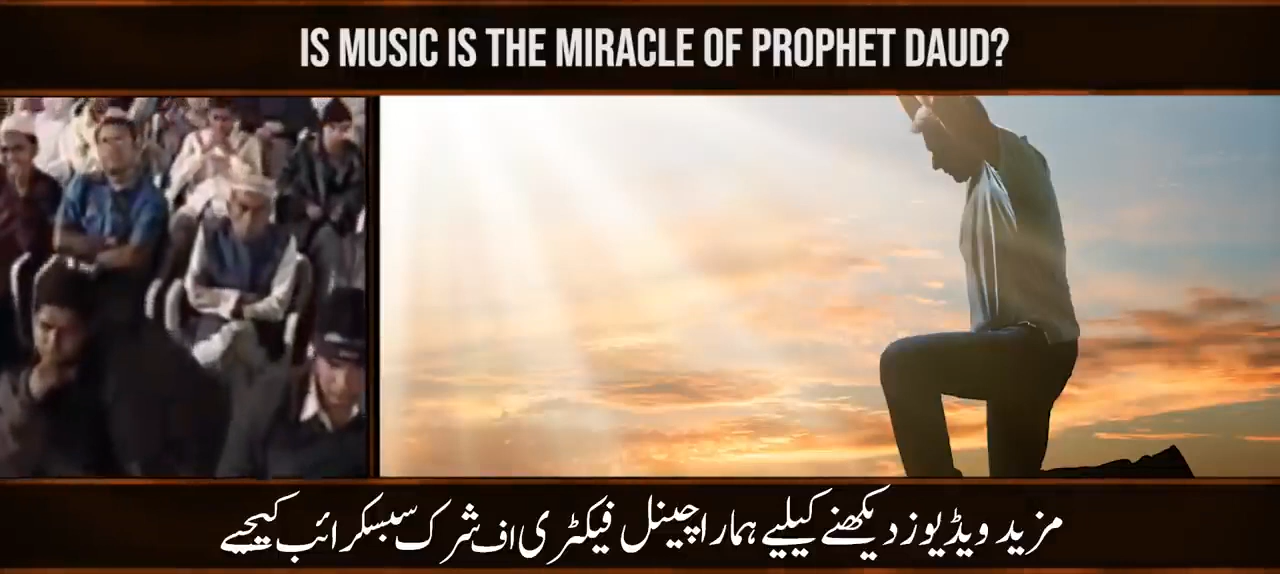 IS MUSIC IS THE MIRACLE OF PROPHET DAUD?
مزید ویڈیوز دیکھنے کیلیے ہمارا چینل فیکٹری اف شرک سبسکرائب کیجیے